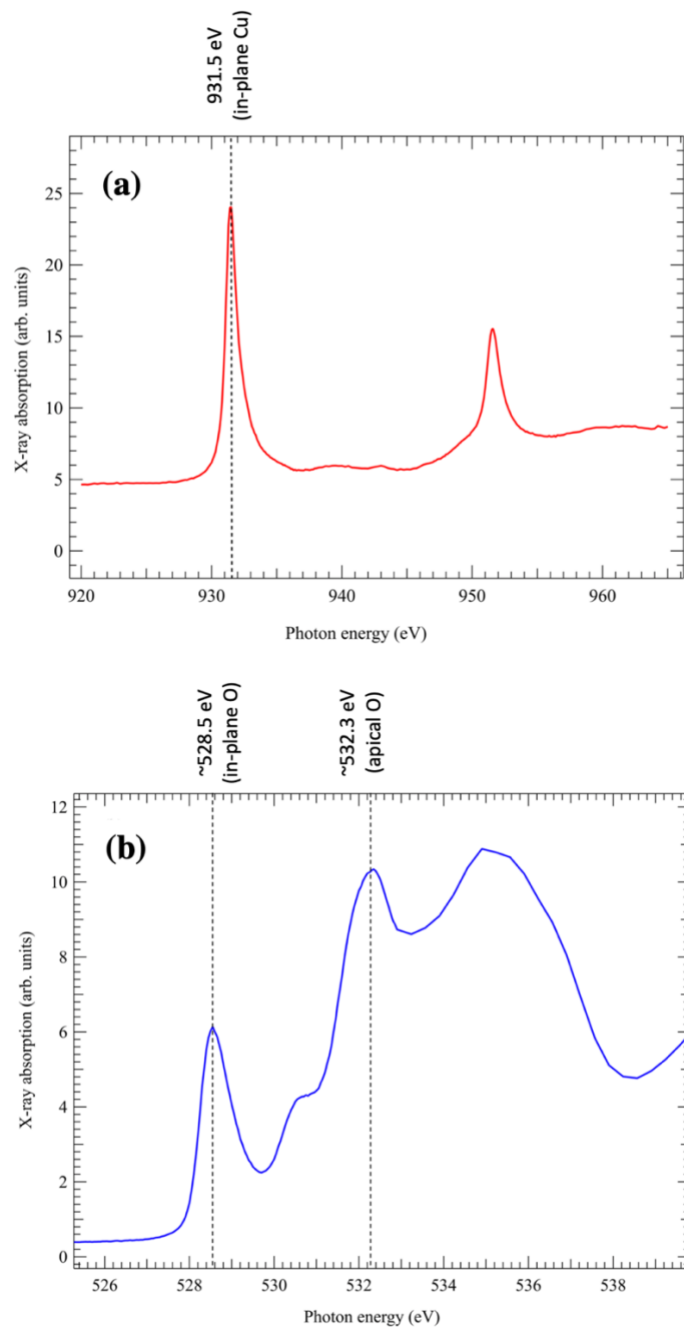 931.5 eV
(in-plane Cu)
(a)
25
20
15
10
5
0
X-ray absorption (arb. units)
920
930
940
950
960
Photon energy (eV)
~528.5 eV
(in-plane O)
~532.3 eV
(apical O)
(b)
12
10
8
6
4
2
0
X-ray absorption (arb. units)
526
528
530
532
534
536
538
Photon energy (eV)